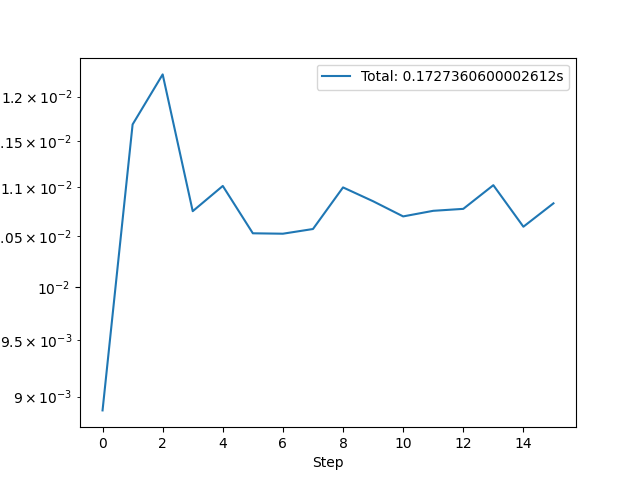 Total: 0.1727360600002612s
1.2 × 10⁻²
.15 × 10⁻²
1.1 × 10⁻²
.05 × 10⁻²
10⁻²
9.5 × 10⁻³
9 × 10⁻³
0 2 4 6 8 10 12 14
Step